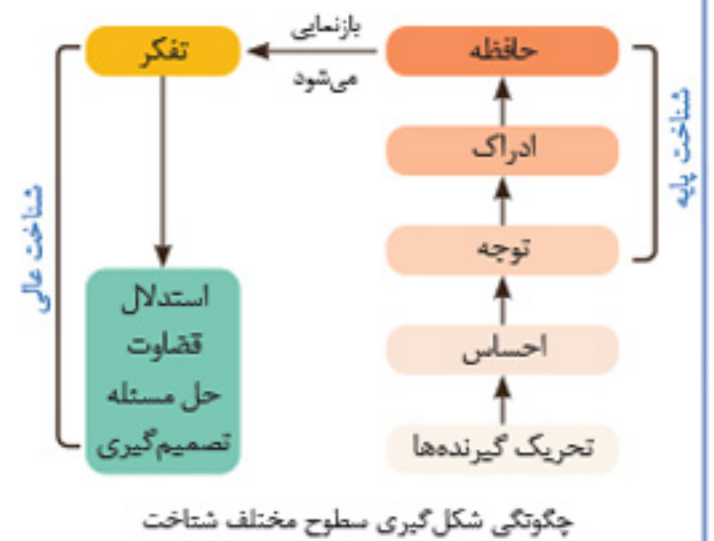 شناخت پایه
حافظه
ادراک
توجه
احساس
تحریک گیرنده‌ها
بازنمایی
می‌شود
تفکر
استدلال
قضاوت
حل مسئله
تصمیم‌گیری
شناخت عالی
چگونگی شکل‌گیری سطوح مختلف شناخت